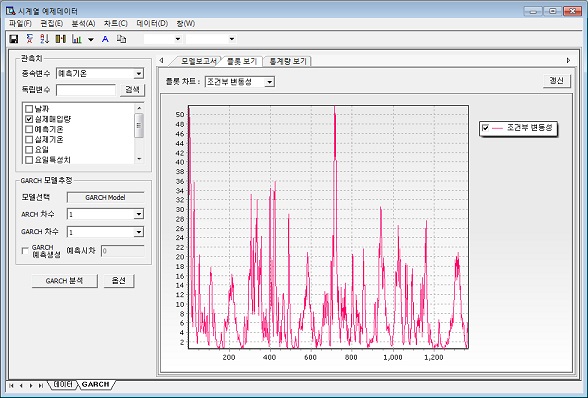 시계열 예제데이터
파일(F) 편집(E) 분석(A) 차트(C) 데이터(D) 창(W)
관측치
종속변수 예측기온
독립변수 검색
날짜
실제매입량
예측기온
실제기온
요일
요일특성치
GARCH 모델추정
모델선택 GARCH Model
ARCH 차수 1
GARCH 차수 1
GARCH 예측생성 예측시차 0
GARCH 분석 옵션
모델보고서 플롯 보기 통계량 보기
플롯 차트 : 조건부 변동성 갱신
조건부 변동성
50
48
46
44
42
40
38
36
34
32
30
28
26
24
22
20
18
16
14
12
10
8
6
4
2
200 400 600 800 1,000 1,200
데이터 GARCH